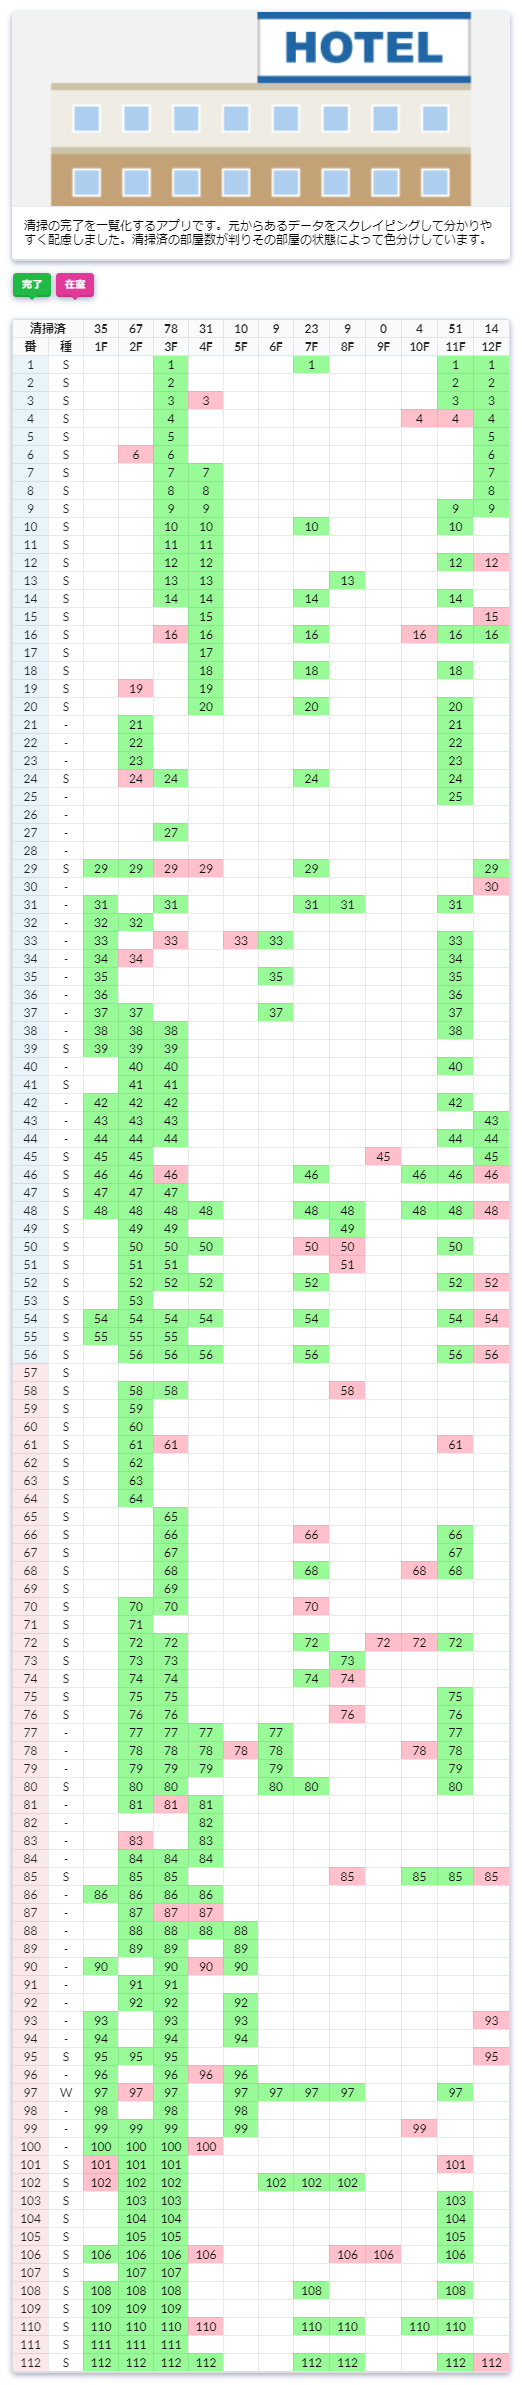 HOTEL
清掃の完了を一覧化するアプリです。元からあるデータをスクレイピングして分かりや
すく配慮しました。清掃済の部屋数が判りその部屋の状態によって色分けしています。
完了 在室
清掃済 35 67 78 31 10 9 23 9 0 4 51 14
番 種 1F 2F 3F 4F 5F 6F 7F 8F 9F 10F 11F 12F
1 S 1 1 1 1
2 S 2 2 2
3 S 3 3 3 3
4 S 4 4 4 4
5 S 5 5
6 S 6 6 6
7 S 7 7 7
8 S 8 8 8
9 S 9 9 9 9
10 S 10 10 10 10
11 S 11 11
12 S 12 12 12 12
13 S 13 13 13
14 S 14 14 14 14
15 S 15 15
16 S 16 16 16 16 16 16
17 S 17
18 S 18 18 18
19 S 19 19
20 S 20 20 20
21 - 21 21
22 - 22 22
23 - 23 23
24 S 24 24 24 24
25 - 25
26 -
27 - 27
28 -
29 S 29 29 29 29 29 29
30 - 30
31 - 31 31 31 31 31
32 - 32 32
33 - 33 33 33 33 33
34 - 34 34 34
35 - 35 35 35
36 - 36 36
37 - 37 37 37 37
38 - 38 38 38 38
39 S 39 39 39
40 - 40 40 40
41 S 41 41
42 - 42 42 42 42
43 - 43 43 43 43
44 - 44 44 44 44 44
45 S 45 45 45 45
46 S 46 46 46 46 46 46 46
47 S 47 47 47
48 S 48 48 48 48 48 48 48 48 48
49 S 49 49 49
50 S 50 50 50 50 50 50
51 S 51 51 51
52 S 52 52 52 52 52 52
53 S 53
54 S 54 54 54 54 54 54 54
55 S 55 55 55
56 S 56 56 56 56 56 56
57 S
58 S 58 58 58
59 S 59
60 S 60
61 S 61 61 61
62 S 62
63 S 63
64 S 64
65 S 65
66 S 66 66 66
67 S 67 67
68 S 68 68 68 68
69 S 69
70 S 70 70 70
71 S 71
72 S 72 72 72 72 72 72
73 S 73 73 73
74 S 74 74 74 74
75 S 75 75 75
76 S 76 76 76 76
77 - 77 77 77 77 77
78 - 78 78 78 78 78 78 78
79 - 79 79 79 79 79
80 S 80 80 80 80 80
81 - 81 81 81
82 - 82
83 - 83 83
84 - 84 84 84
85 S 85 85 85 85 85 85
86 - 86 86 86 86
87 - 87 87 87
88 - 88 88 88 88
89 - 89 89 89
90 - 90 90 90 90
91 - 91 91
92 - 92 92 92
93 - 93 93 93 93
94 - 94 94 94
95 S 95 95 95 95
96 - 96 96 96 96
97 W 97 97 97 97 97 97 97 97
98 - 98 98 98
99 - 99 99 99 99 99
100 - 100 100 100 100
101 S 101 101 101 101
102 S 102 102 102 102 102 102
103 S 103 103 103
104 S 104 104 104
105 S 105 105 105
106 S 106 106 106 106 106 106 106
107 S 107 107
108 S 108 108 108 108 108
109 S 109 109 109
110 S 110 110 110 110 110 110 110 110
111 S 111 111 111
112 S 112 112 112 112 112 112 112 112